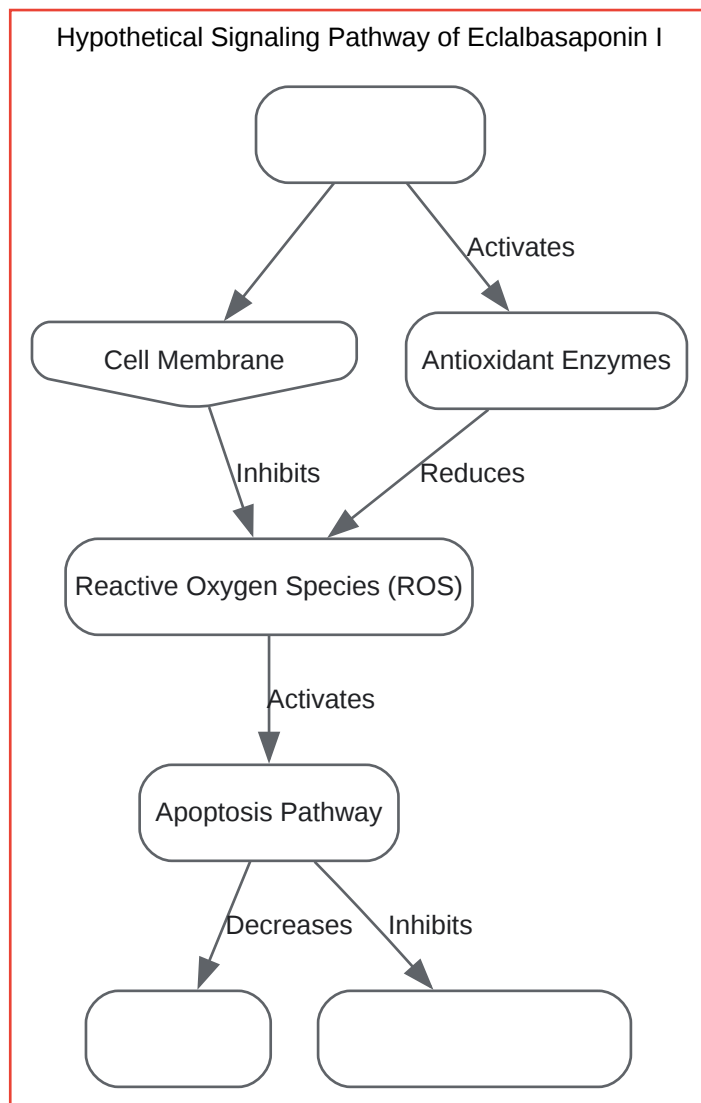 Hypothetical Signaling Pathway of Eclalbasaponin I
Activates
Cell Membrane
Antioxidant Enzymes
Inhibits
Reduces
Reactive Oxygen Species (ROS)
Activates
Apoptosis Pathway
Decreases
Inhibits